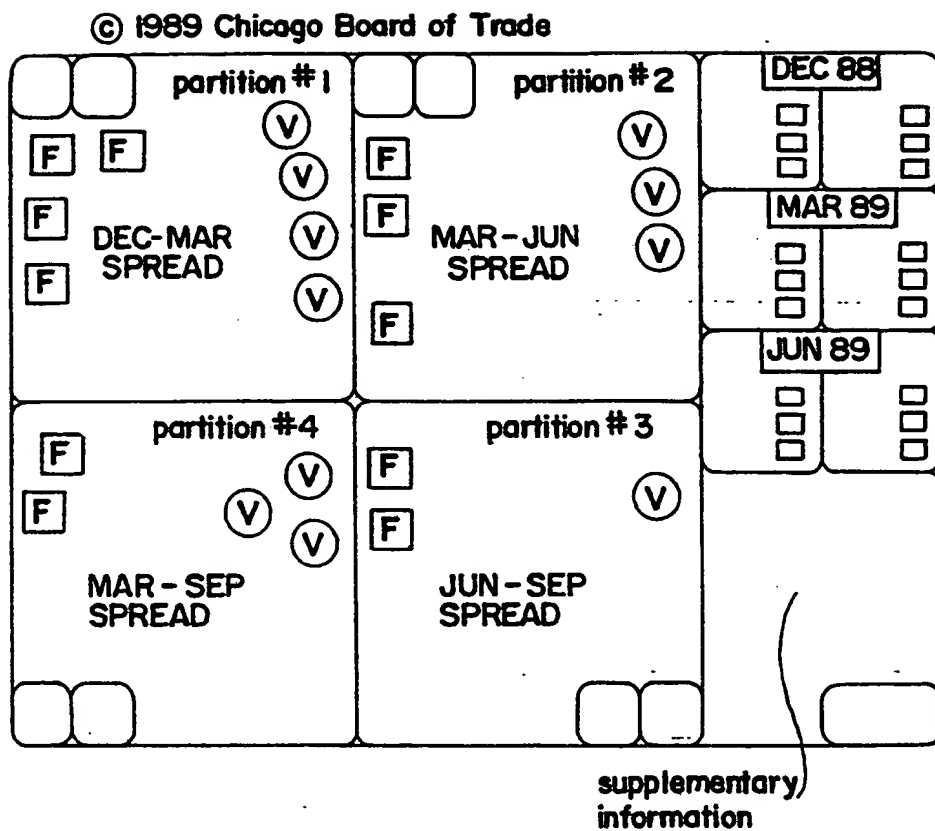 © 1989 Chicago Board of Trade
partition #1
V
F F
V
F
V
DEC-MAR
SPREAD
F
V
partition #2
V
F
V
F
V
MAR-JUN
SPREAD
F
DEC 88
MAR 89
JUN 89
partition #4
F
V
F
V
V
MAR-SEP
SPREAD
partition #3
F
V
F
JUN-SEP
SPREAD
supplementary
information